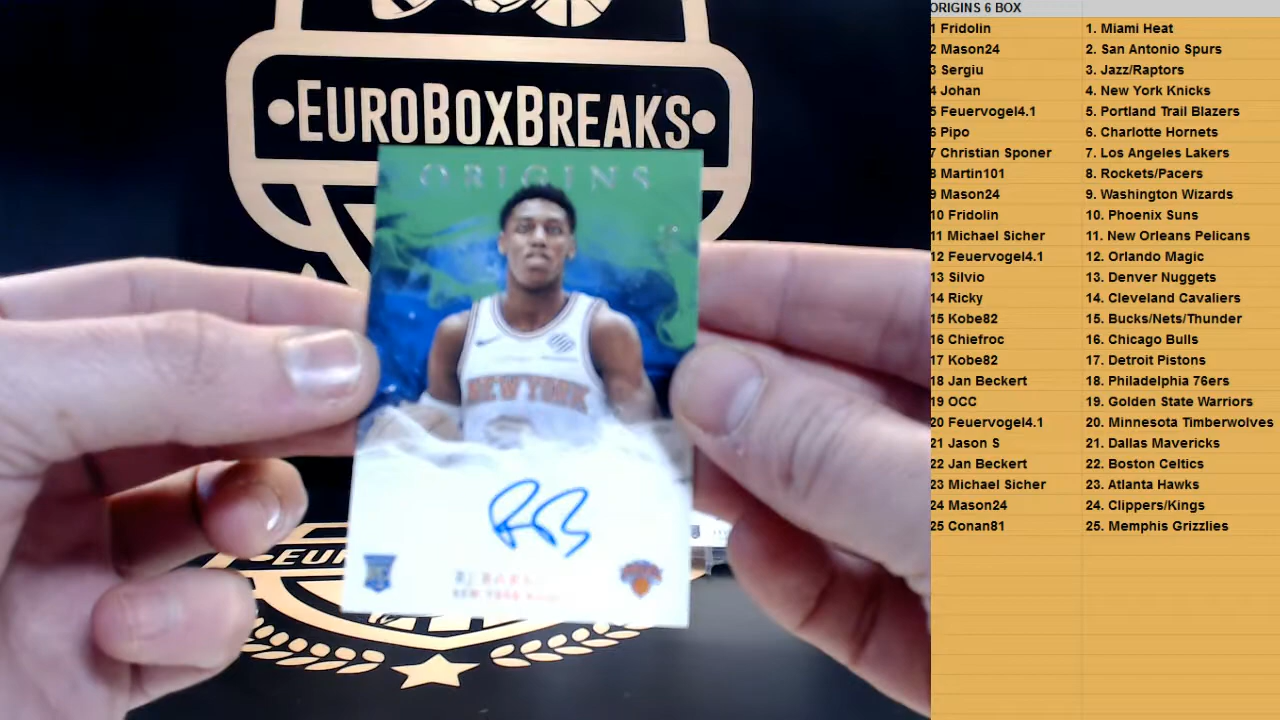 EUROBOXBREAKS
ORIGINS
NEW YORK
RB
RJ
NEW YORK
EUR
ORIGINS 6 BOX
1 Fridolin 1. Miami Heat
2 Mason24 2. San Antonio Spurs
3 Sergiu 3. Jazz/Raptors
4 Johan 4. New York Knicks
5 Feuervogel4.1 5. Portland Trail Blazers
6 Pipo 6. Charlotte Hornets
7 Christian Sponer 7. Los Angeles Lakers
8 Martin101 8. Rockets/Pacers
9 Mason24 9. Washington Wizards
10 Fridolin 10. Phoenix Suns
11 Michael Sicher 11. New Orleans Pelicans
12 Feuervogel4.1 12. Orlando Magic
13 Silvio 13. Denver Nuggets
14 Ricky 14. Cleveland Cavaliers
15 Kobe82 15. Bucks/Nets/Thunder
16 Chiefroc 16. Chicago Bulls
17 Kobe82 17. Detroit Pistons
18 Jan Beckert 18. Philadelphia 76ers
19 OCC 19. Golden State Warriors
20 Feuervogel4.1 20. Minnesota Timberwolves
21 Jason S 21. Dallas Mavericks
22 Jan Beckert 22. Boston Celtics
23 Michael Sicher 23. Atlanta Hawks
24 Mason24 24. Clippers/Kings
25 Conan81 25. Memphis Grizzlies